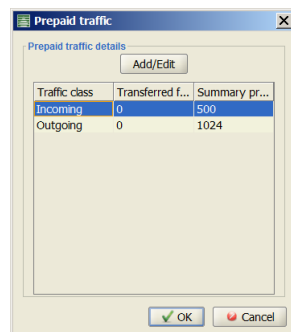 Prepaid traffic
Prepaid traffic details
Add/Edit
Traffic class Transferred f... Summary pr...
Incoming 0 500
Outgoing 0 1024
OK Cancel